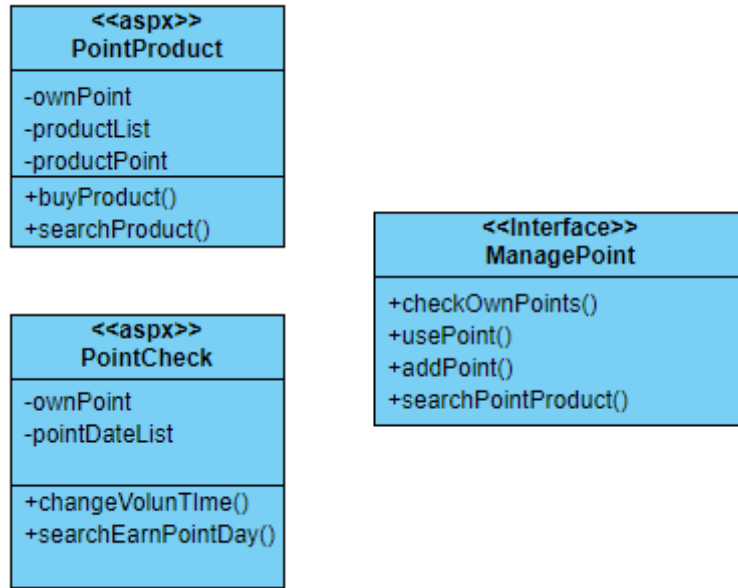 <<aspx>>
PointProduct
-ownPoint
-productList
-productPoint
+buyProduct()
+searchProduct()
<<Interface>>
ManagePoint
+checkOwnPoints()
+usePoint()
+addPoint()
+searchPointProduct()
<<aspx>>
PointCheck
-ownPoint
-pointDateList
+changeVolunTIme()
+searchEarnPointDay()